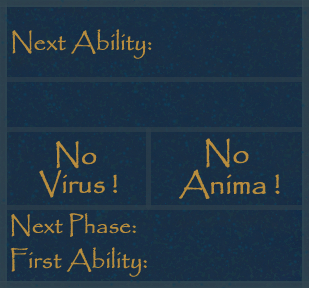 Next Ability:
No
Virus !
No
Anima !
Next Phase:
First Ability: